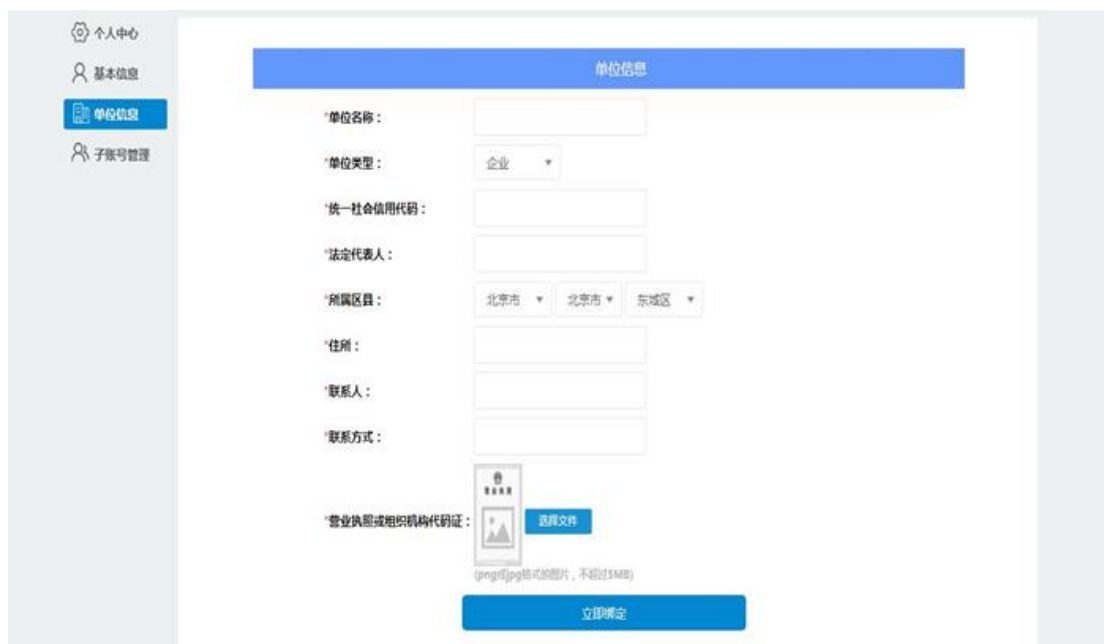 个人中心
基本信息
单位信息
子账号管理
单位信息
*单位名称：
*单位类型：
企业
*统一社会信用代码：
*法定代表人：
*所属区县：
北京市 北京市 东城区
*住所：
*联系人：
*联系方式：
营业执照
*营业执照或组织机构代码证：
选择文件
(png或jpg格式的图片，不超过5MB)
立即绑定